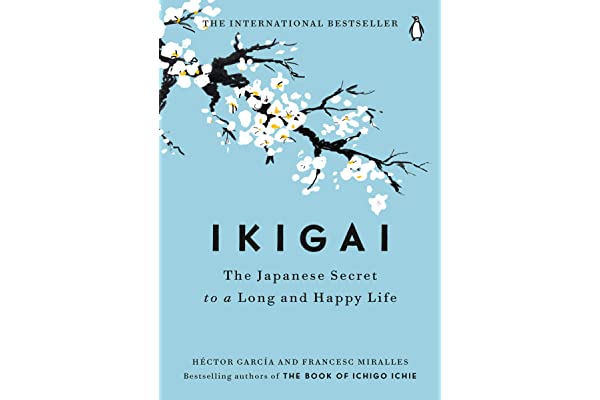 THE INTERNATIONAL BESTSELLER
IKIGAI
The Japanese Secret
to a Long and Happy Life
HÉCTOR GARCÍA AND FRANCESC MIRALLES
Bestselling authors of THE BOOK OF ICHIGO ICHIE